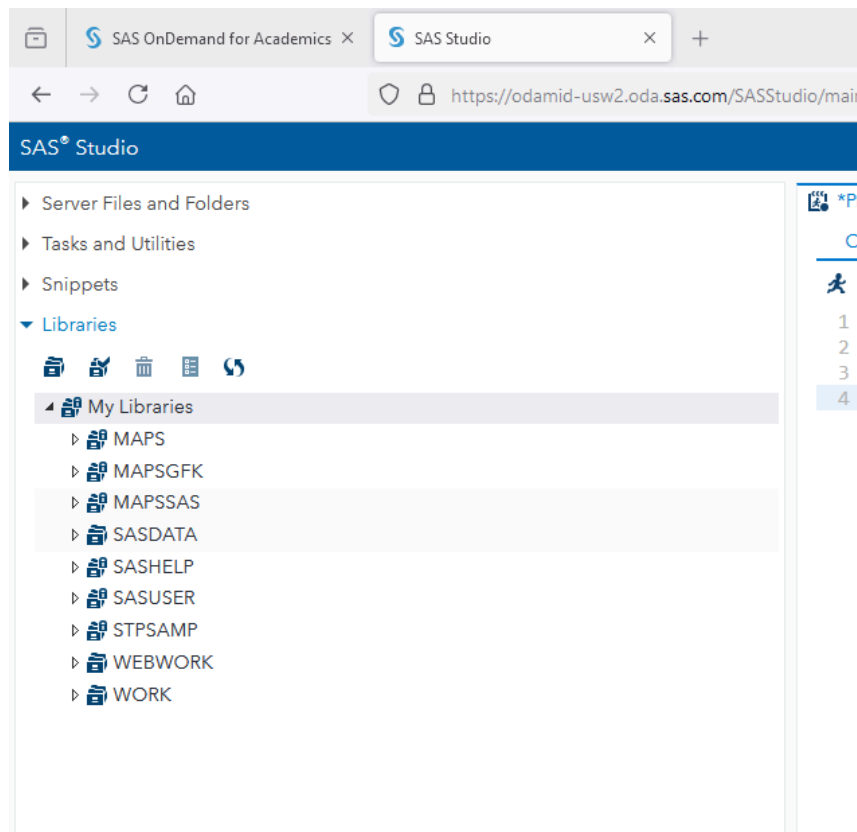 SAS OnDemand for Academics
SAS Studio
https://odamid-usw2.oda.sas.com/SASStudio/mai
SAS® Studio
Server Files and Folders
Tasks and Utilities
Snippets
Libraries
My Libraries
MAPS
MAPSGFK
MAPSSAS
SASDATA
SASHELP
SASUSER
STPSAMP
WEBWORK
WORK
*P
C
1
2
3
4